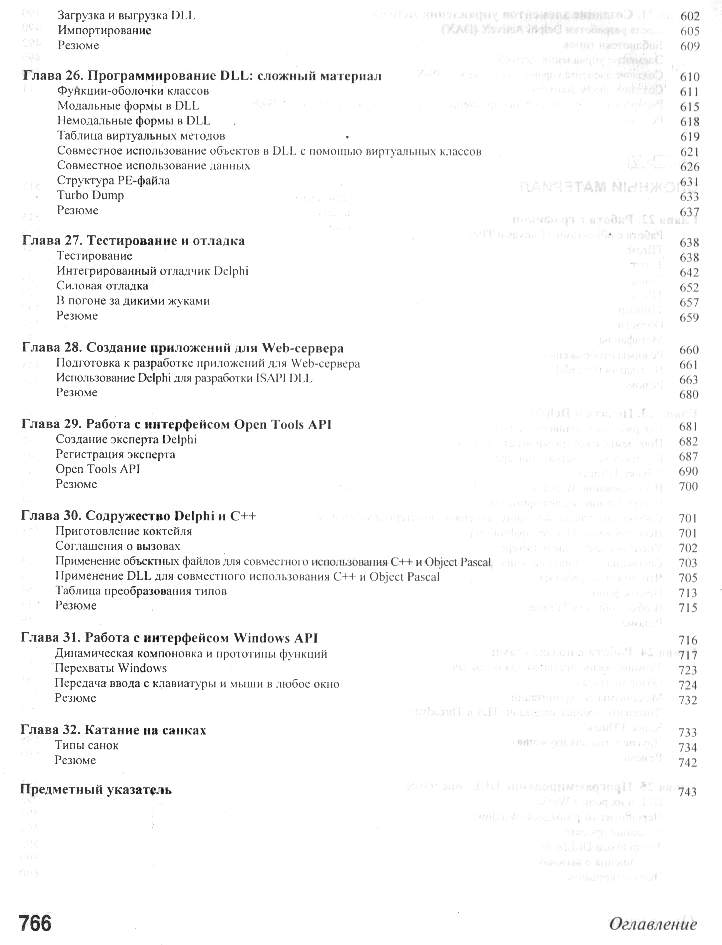 Загрузка и выгрузка DLL 602
Импортирование 605
Резюме 609
Глава 26. Программирование DLL: сложный материал 610
Функции-оболочки классов 611
Модальные формы в DLL 615
Немодальные формы в DLL 618
Таблица виртуальных методов 619
Совместное использование объектов в DLL с помощью виртуальных классов 621
Совместное использование данных 626
Структура PE-файла 631
Turbo Dump 633
Резюме 637
Глава 27. Тестирование и отладка 638
Тестирование 638
Интегрированный отладчик Delphi 642
Силовая отладка 652
В погоне за дикими жуками 657
Резюме 659
Глава 28. Создание приложений для Web-сервера 660
Подготовка к разработке приложений для Web-сервера 661
Использование Delphi для разработки ISAPI DLL 663
Резюме 680
Глава 29. Работа с интерфейсом Open Tools API 681
Создание эксперта Delphi 682
Регистрация эксперта 687
Open Tools API 690
Резюме 700
Глава 30. Содружество Delphi и C++ 701
Приготовление коктейля 701
Соглашения о вызовах 702
Применение объектных файлов для совместного использования C++ и Object Pascal 703
Применение DLL для совместного использования C++ и Object Pascal 705
Таблица преобразования типов 713
Резюме 715
Глава 31. Работа с интерфейсом Windows API 716
Динамическая компоновка и прототипы функций 717
Перехваты Windows 723
Передача ввода с клавиатуры и мыши в любое окно 724
Резюме 732
Глава 32. Катание на санках 733
Типы санок 734
Резюме 742
Предметный указатель 743
766 Оглавление